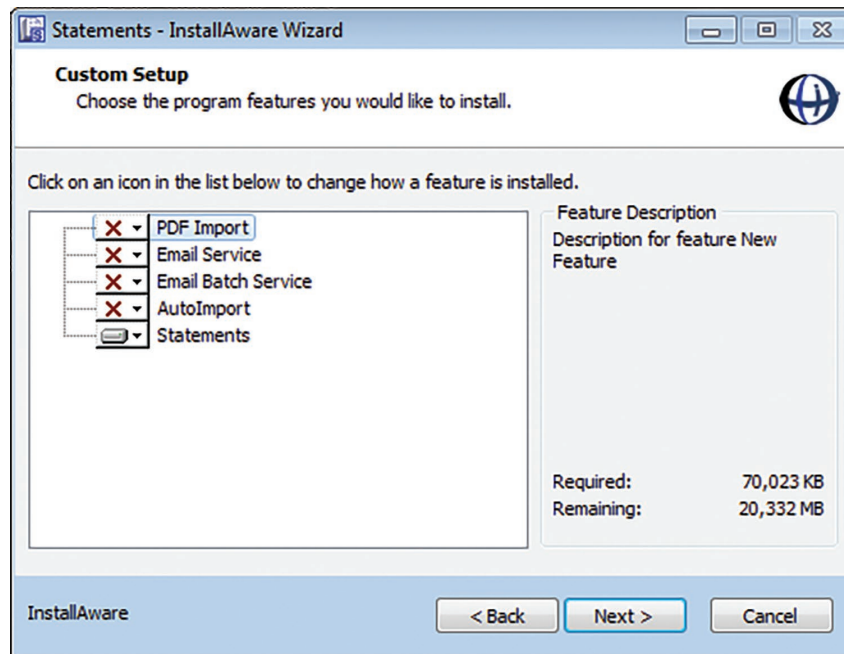 Statements - InstallAware Wizard
Custom Setup
Choose the program features you would like to install.
Click on an icon in the list below to change how a feature is installed.
PDF Import
Email Service
Email Batch Service
AutoImport
Statements
Feature Description
Description for feature New
Feature
Required: 70,023 KB
Remaining: 20,332 MB
InstallAware
< Back
Next >
Cancel